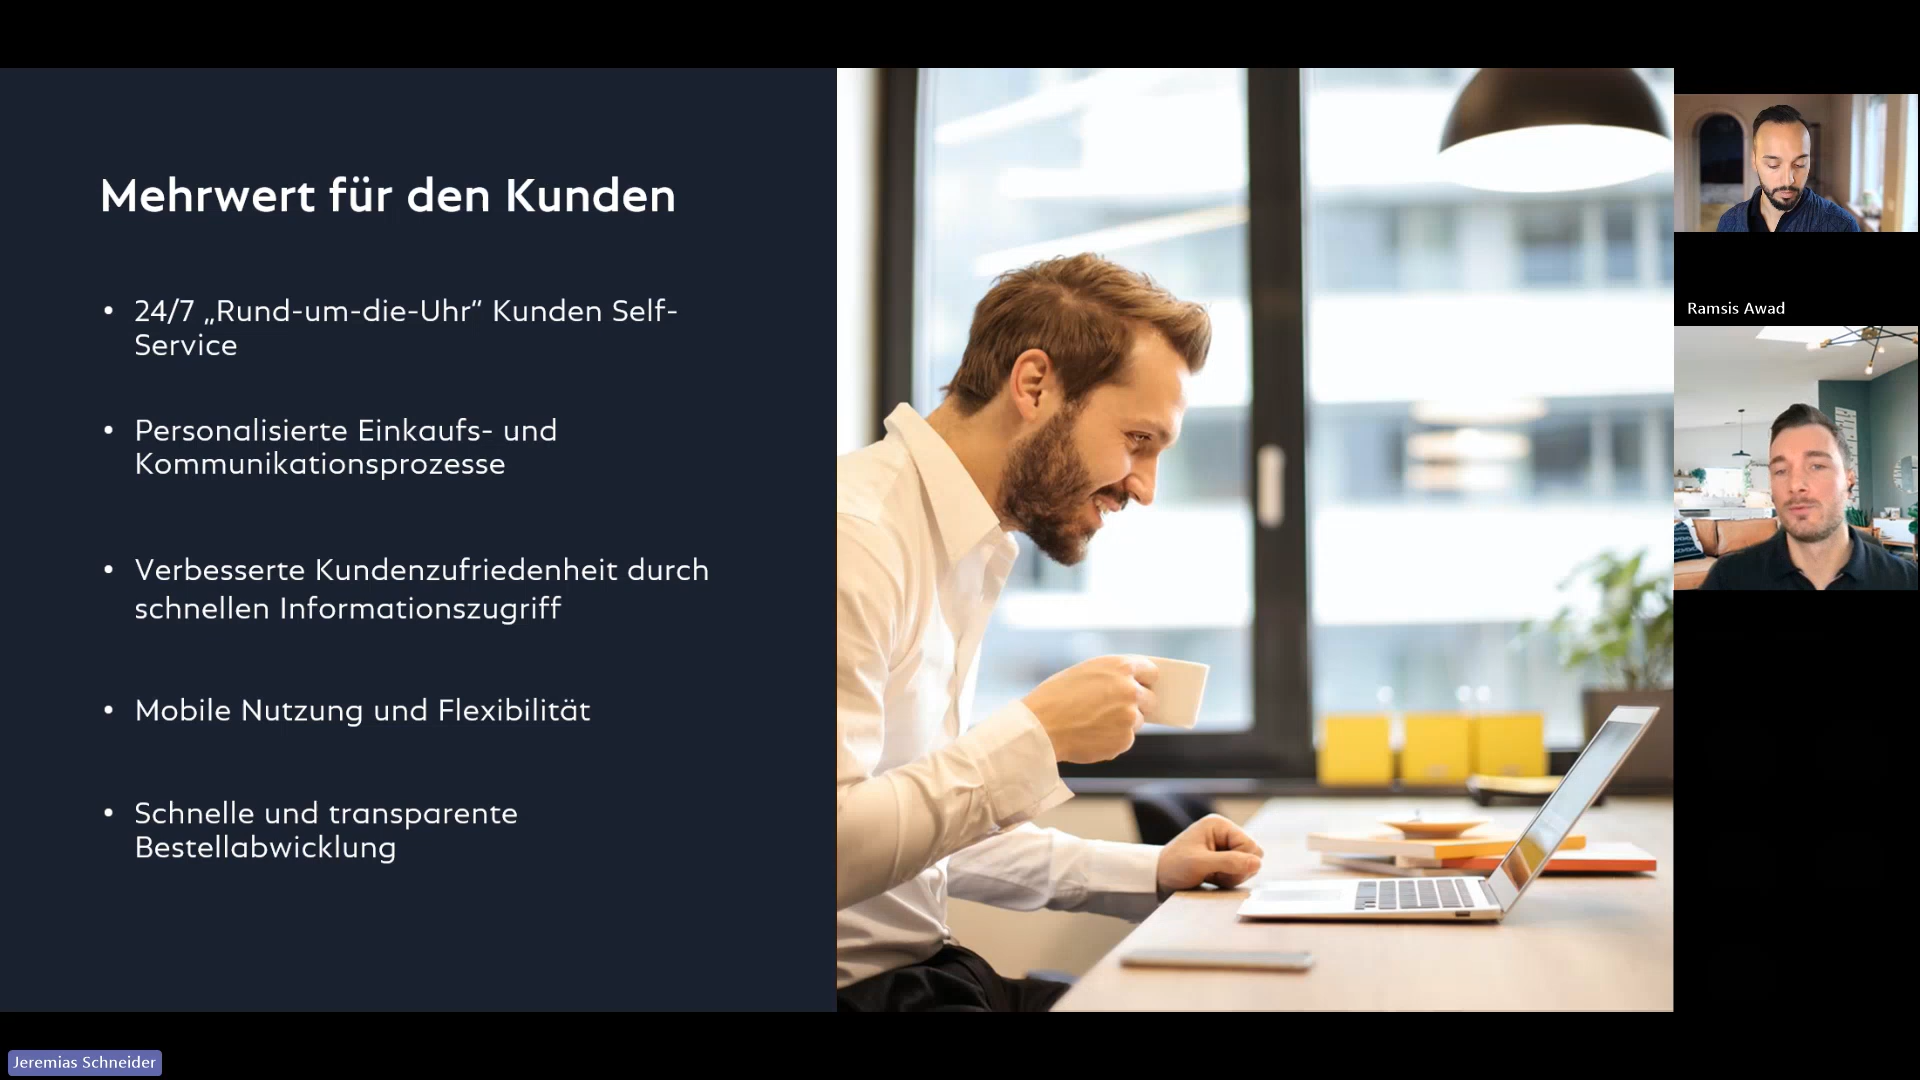 Mehrwert für den Kunden
• 24/7 „Rund-um-die-Uhr“ Kunden Self-
Service
• Personalisierte Einkaufs- und
Kommunikationsprozesse
• Verbesserte Kundenzufriedenheit durch
schnellen Informationszugriff
• Mobile Nutzung und Flexibilität
• Schnelle und transparente
Bestellabwicklung
Ramsis Awad
Jeremias Schneider